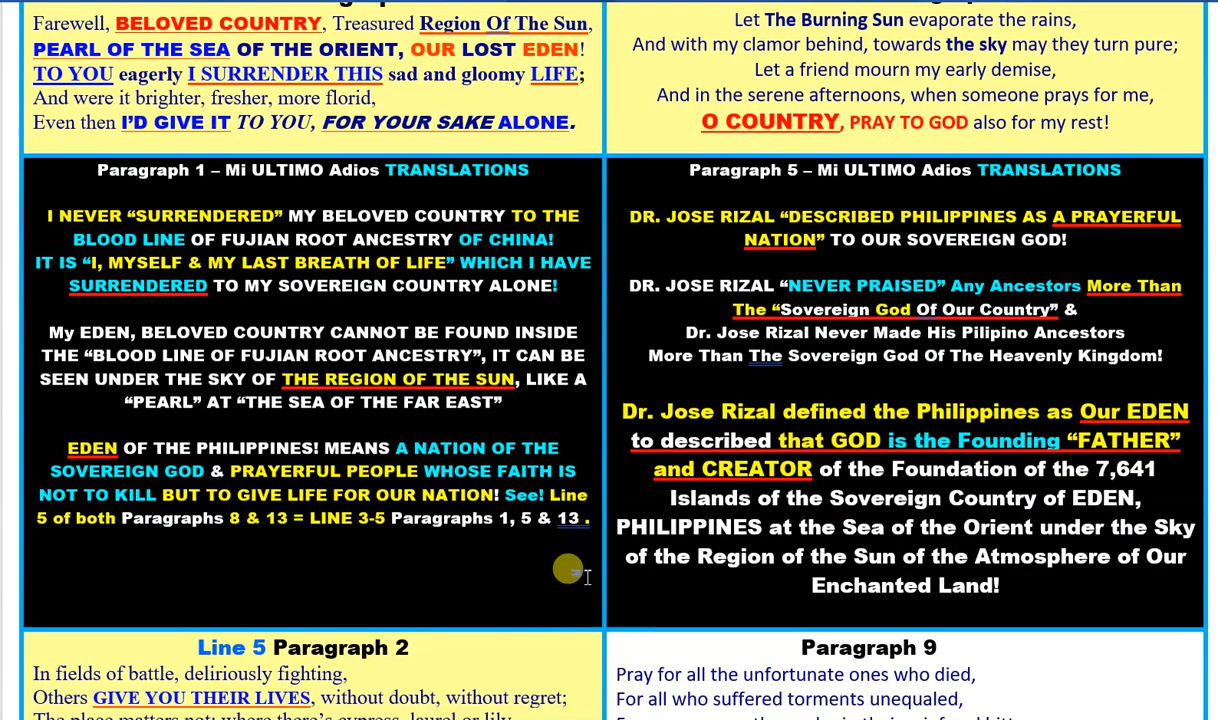 Farewell, BELOVED COUNTRY, Treasured Region Of The Sun,
PEARL OF THE SEA OF THE ORIENT, OUR LOST EDEN!
TO YOU eagerly I SURRENDER THIS sad and gloomy LIFE;
And were it brighter, fresher, more florid,
Even then I'D GIVE IT TO YOU, FOR YOUR SAKE ALONE.
Let The Burning Sun evaporate the rains,
And with my clamor behind, towards the sky may they turn pure;
Let a friend mourn my early demise,
And in the serene afternoons, when someone prays for me,
O COUNTRY, PRAY TO GOD also for my rest!
Paragraph 1 – Mi ULTIMO Adios TRANSLATIONS
I NEVER “SURRENDERED” MY BELOVED COUNTRY TO THE
BLOOD LINE OF FUJIAN ROOT ANCESTRY OF CHINA!
IT IS “I, MYSELF & MY LAST BREATH OF LIFE” WHICH I HAVE
SURRENDERED TO MY SOVEREIGN COUNTRY ALONE!
My EDEN, BELOVED COUNTRY CANNOT BE FOUND INSIDE
THE “BLOOD LINE OF FUJIAN ROOT ANCESTRY”, IT CAN BE
SEEN UNDER THE SKY OF THE REGION OF THE SUN, LIKE A
“PEARL” AT “THE SEA OF THE FAR EAST”
EDEN OF THE PHILIPPINES! MEANS A NATION OF THE
SOVEREIGN GOD & PRAYERFUL PEOPLE WHOSE FAITH IS
NOT TO KILL BUT TO GIVE LIFE FOR OUR NATION! See! Line
5 of both Paragraphs 8 & 13 = LINE 3-5 Paragraphs 1, 5 & 13 .
Paragraph 5 – Mi ULTIMO Adios TRANSLATIONS
DR. JOSE RIZAL “DESCRIBED PHILIPPINES AS A PRAYERFUL
NATION” TO OUR SOVEREIGN GOD!
DR. JOSE RIZAL “NEVER PRAISED” Any Ancestors More Than
The “Sovereign God Of Our Country” &
Dr. Jose Rizal Never Made His Pilipino Ancestors
More Than The Sovereign God Of The Heavenly Kingdom!
Dr. Jose Rizal defined the Philippines as Our EDEN
to described that GOD is the Founding “FATHER”
and CREATOR of the Foundation of the 7,641
Islands of the Sovereign Country of EDEN,
PHILIPPINES at the Sea of the Orient under the Sky
of the Region of the Sun of the Atmosphere of Our
Enchanted Land!
Line 5 Paragraph 2
In fields of battle, deliriously fighting,
Others GIVE YOU THEIR LIVES, without doubt, without regret;
Paragraph 9
Pray for all the unfortunate ones who died,
For all who suffered torments unequaled,